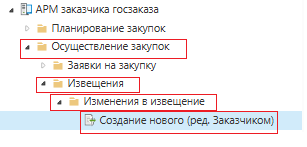 АРМ заказчика госзаказа
Планирование закупок
Осуществление закупок
Заявки на закупку
Извещения
Изменения в извещение
Создание нового (ред. Заказчиком)